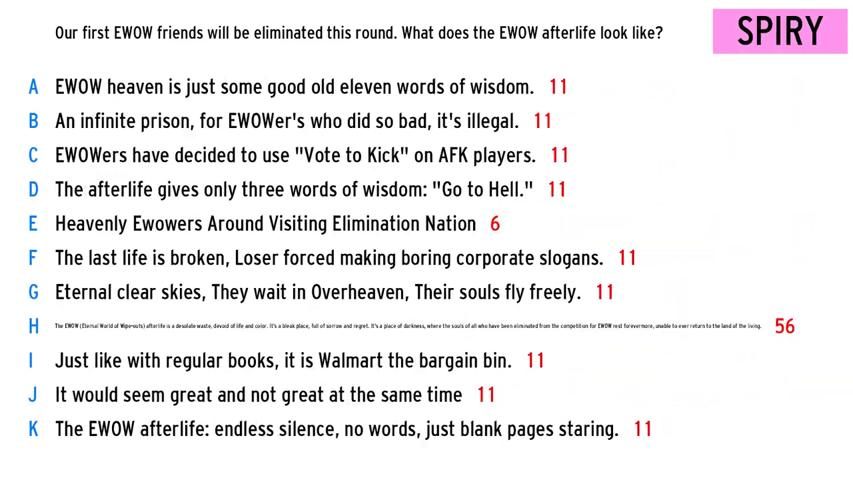 Our first EWOW friends will be eliminated this round. What does the EWOW afterlife look like?
SPIRY
A EWOW heaven is just some good old eleven words of wisdom. 11
B An infinite prison, for EWOWer's who did so bad, it's illegal. 11
C EWOWers have decided to use "Vote to Kick" on AFK players. 11
D The afterlife gives only three words of wisdom: "Go to Hell." 11
E Heavenly Ewowers Around Visiting Elimination Nation 6
F The last life is broken, Loser forced making boring corporate slogans. 11
G Eternal clear skies, They wait in Overheaven, Their souls fly freely. 11
H The EWOW (Eternal World of Wipe-outs) afterlife is a desolate waste, devoid of life and color. It's a bleak place, full of sorrow and regret. It's a place of darkness, where the souls of all who have been eliminated from the competition for EWOW rest forevermore, unable to ever return to the land of the living. 56
I Just like with regular books, it is Walmart the bargain bin. 11
J It would seem great and not great at the same time 11
K The EWOW afterlife: endless silence, no words, just blank pages staring. 11